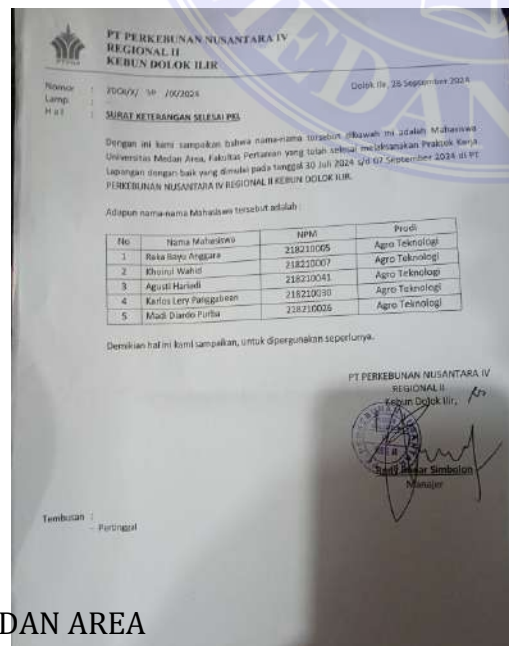 PT PERKEBUNAN NUSANTARA IV
REGIONAL II
KEBUN DOLOK ILIR
Dolok Ilir, 26 September 2024
Nomor :
Lamp. :
Hal : SURAT KETERANGAN SELESAI PKL
Dengan ini kami sampaikan bahwa nama-nama tersebut dibawah ini adalah Mahasiswa
Universitas Medan Area, Fakultas Pertanian yang telah selesai melaksanakan Praktek Kerja
Lapangan dengan baik yang dimulai pada tanggal 30 Juli 2024 s/d 07 September 2024 di PT
PERKEBUNAN NUSANTARA IV REGIONAL II KEBUN DOLOK ILIR.
Adapun nama-nama Mahasiswa tersebut adalah :
No Nama Mahasiswa NPM Prodi
1 Reka Bayu Anggara 218210005 Agro Teknologi
2 Khoirul Wahid 218210007 Agro Teknologi
3 Agusti Hariadi 218210041 Agro Teknologi
4 Karlos Lery Panggabean 218210030 Agro Teknologi
5 Madi Diardo Purba 218210026 Agro Teknologi
Demikian hal ini kami sampaikan, untuk dipergunakan seperlunya.
PT PERKEBUNAN NUSANTARA IV
REGIONAL II
Kebun Dolok Ilir,
Simbolon
Manajer
Tembusan :
- Pertinggal
DAN AREA